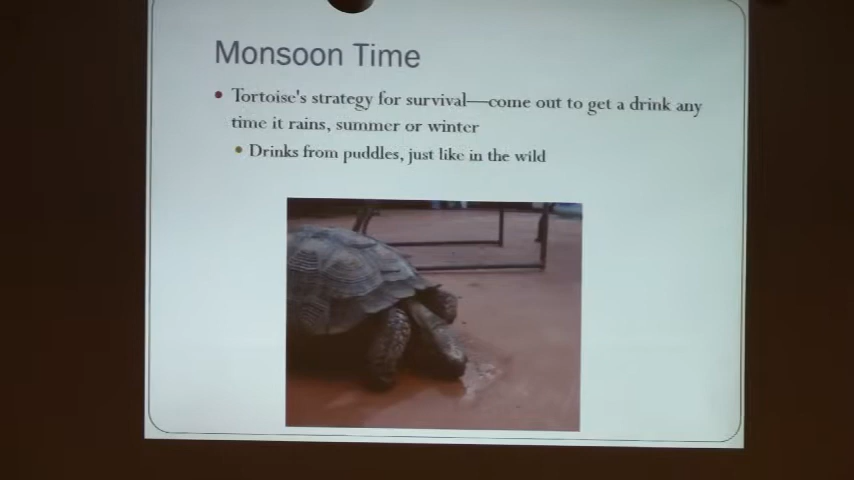 Monsoon Time
• Tortoise's strategy for survival—come out to get a drink any
time it rains, summer or winter
• Drinks from puddles, just like in the wild